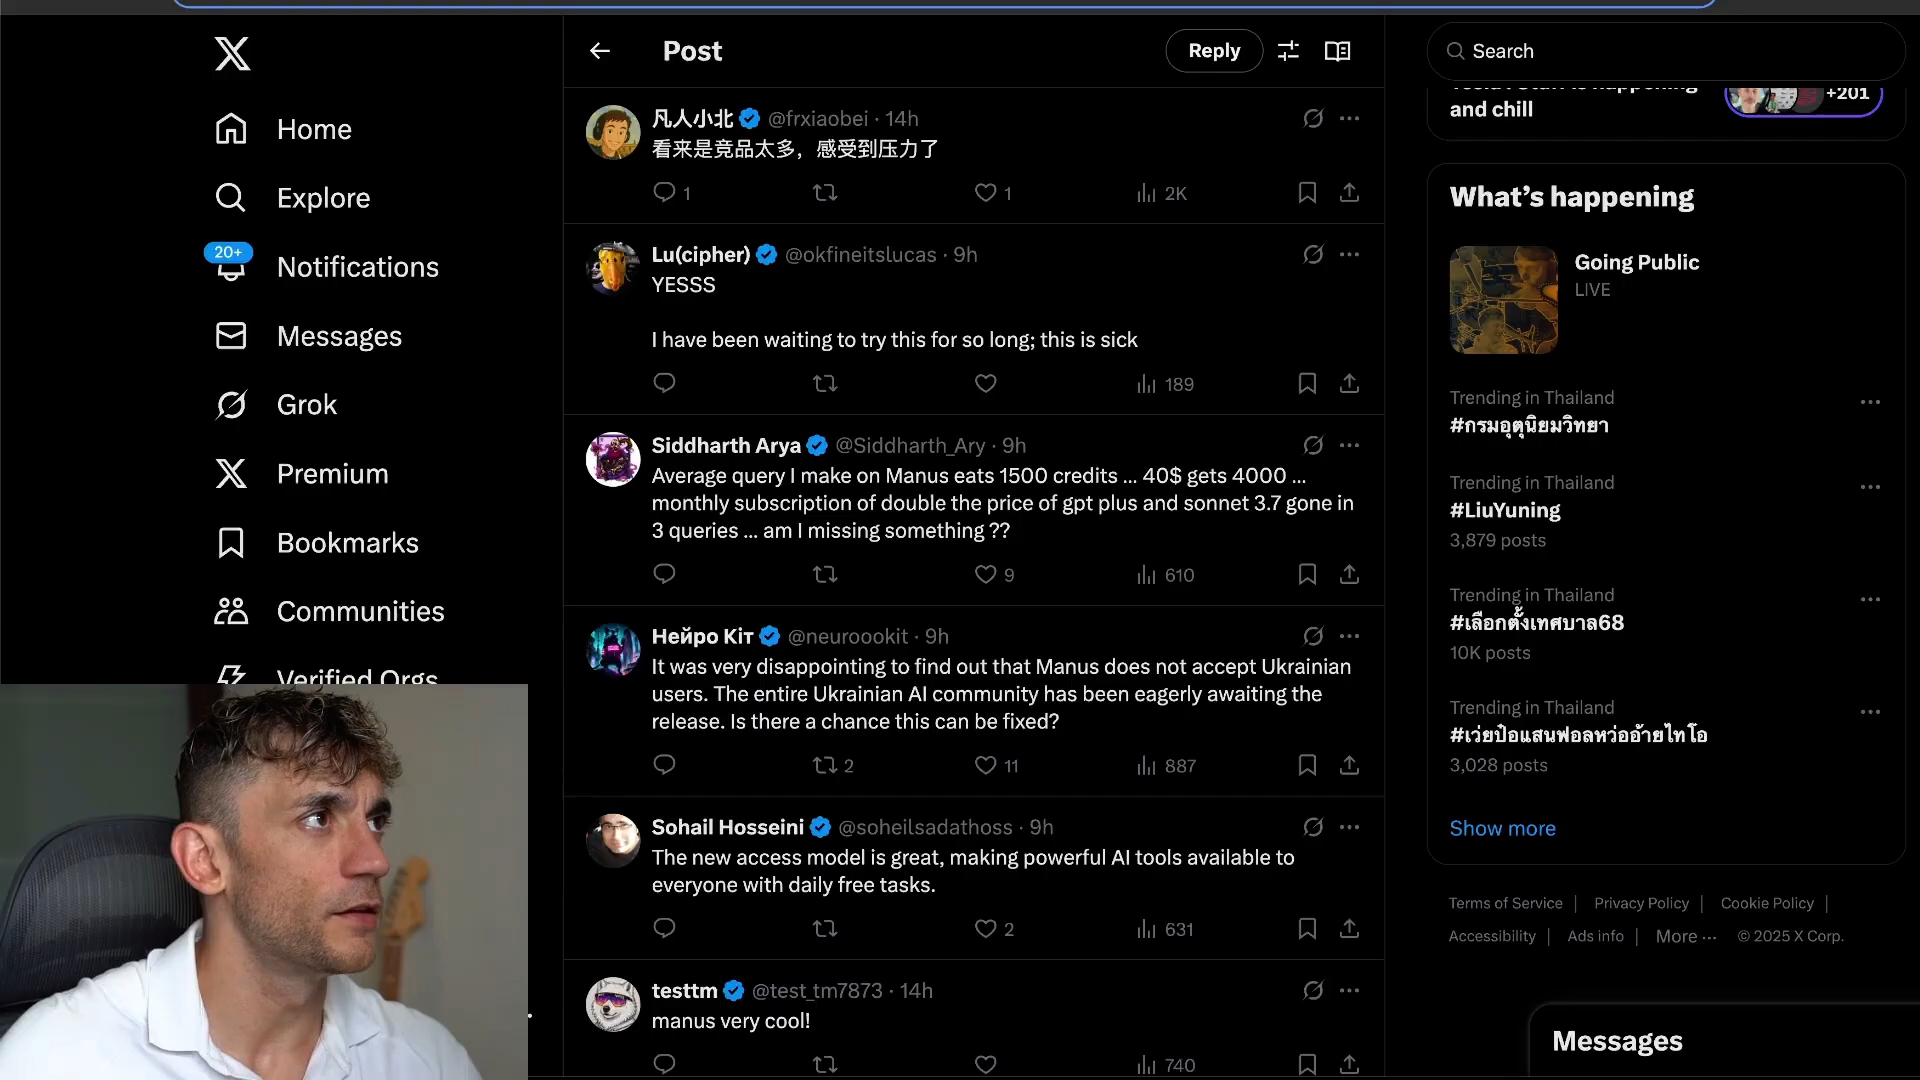 Home
Explore
20+
Notifications
Messages
Grok
Premium
Bookmarks
Communities
Verified Orgs
Post
Reply
凡人小北 @frxiaobei · 14h
看来是竞品太多，感受到压力了
1
1
2K
Lu(cipher) @okfineitslucas · 9h
YESSS
I have been waiting to try this for so long; this is sick
189
Siddharth Arya @Siddharth_Ary · 9h
Average query I make on Manus eats 1500 credits ... 40$ gets 4000 ...
monthly subscription of double the price of gpt plus and sonnet 3.7 gone in
3 queries ... am I missing something ??
9
610
Нейро Кіт @neuroookit · 9h
It was very disappointing to find out that Manus does not accept Ukrainian
users. The entire Ukrainian AI community has been eagerly awaiting the
release. Is there a chance this can be fixed?
2
11
887
Sohail Hosseini @soheilsadathoss · 9h
The new access model is great, making powerful AI tools available to
everyone with daily free tasks.
2
631
testtm @test_tm7873 · 14h
manus very cool!
740
Search
happening
and chill
+201
What's happening
Going Public
LIVE
Trending in Thailand
#กรมอุตุนิยมวิทยา
Trending in Thailand
#LiuYuning
3,879 posts
Trending in Thailand
#เลือกตั้งเทศบาล68
10K posts
Trending in Thailand
#เว่ยป๋อแสนฟอลหว่ออ้ายไทโอ
3,028 posts
Show more
Terms of Service | Privacy Policy | Cookie Policy |
Accessibility | Ads info | More ··· © 2025 X Corp.
Messages